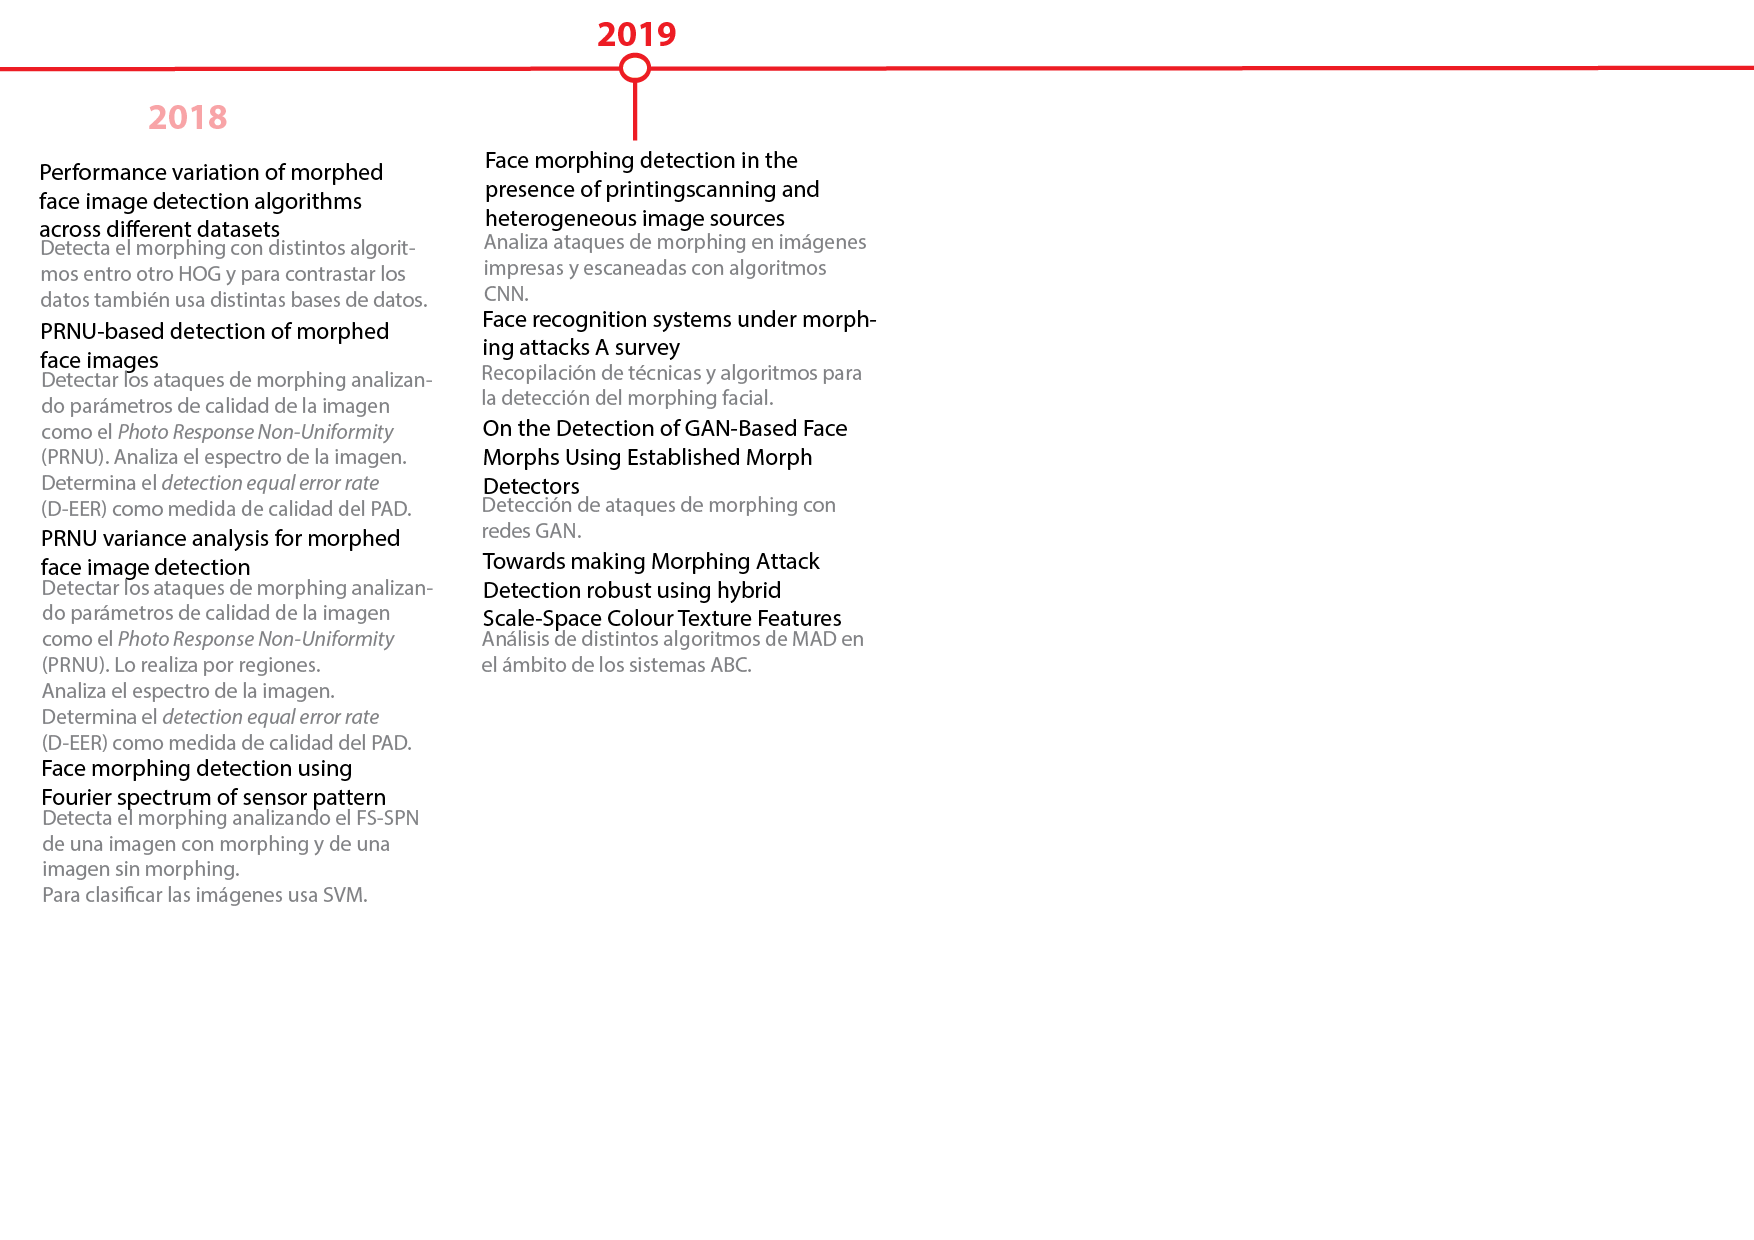 2019
2018
Performance variation of morphed
face image detection algorithms
across different datasets
Detecta el morphing con distintos algorit-
mos entro otro HOG y para contrastar los
datos también usa distintas bases de datos.
PRNU-based detection of morphed
face images
Detectar los ataques de morphing analizan-
do parámetros de calidad de la imagen
como el Photo Response Non-Uniformity
(PRNU). Analiza el espectro de la imagen.
Determina el detection equal error rate
(D-EER) como medida de calidad del PAD.
PRNU variance analysis for morphed
face image detection
Detectar los ataques de morphing analizan-
do parámetros de calidad de la imagen
como el Photo Response Non-Uniformity
(PRNU). Lo realiza por regiones.
Analiza el espectro de la imagen.
Determina el detection equal error rate
(D-EER) como medida de calidad del PAD.
Face morphing detection using
Fourier spectrum of sensor pattern
Detecta el morphing analizando el FS-SPN
de una imagen con morphing y de una
imagen sin morphing.
Para clasificar las imágenes usa SVM.
Face morphing detection in the
presence of printingscanning and
heterogeneous image sources
Analiza ataques de morphing en imágenes
impresas y escaneadas con algoritmos
CNN.
Face recognition systems under morph-
ing attacks A survey
Recopilación de técnicas y algoritmos para
la detección del morphing facial.
On the Detection of GAN-Based Face
Morphs Using Established Morph
Detectors
Detección de ataques de morphing con
redes GAN.
Towards making Morphing Attack
Detection robust using hybrid
Scale-Space Colour Texture Features
Análisis de distintos algoritmos de MAD en
el ámbito de los sistemas ABC.